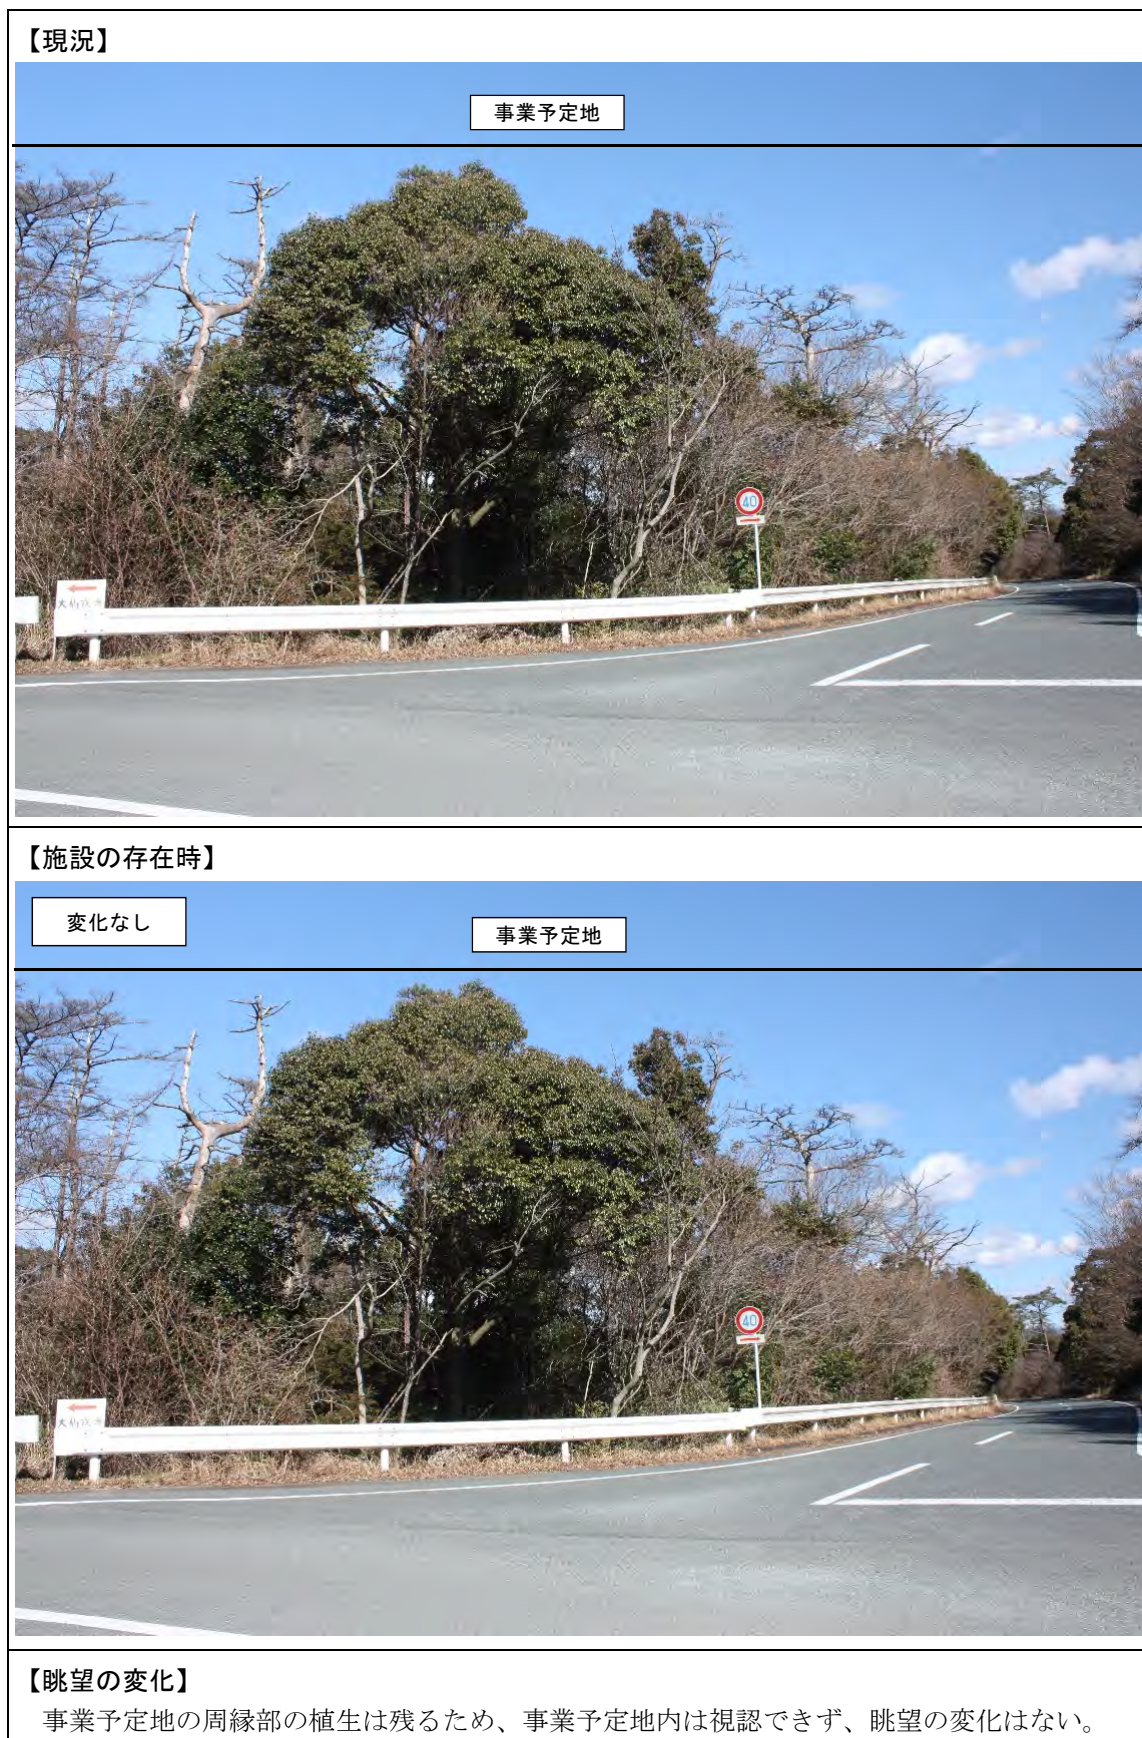 【現況】
事業予定地
40
【施設の存在時】
変化なし
事業予定地
40
【眺望の変化】
事業予定地の周縁部の植生は残るため、事業予定地内は視認できず、眺望の変化はない。